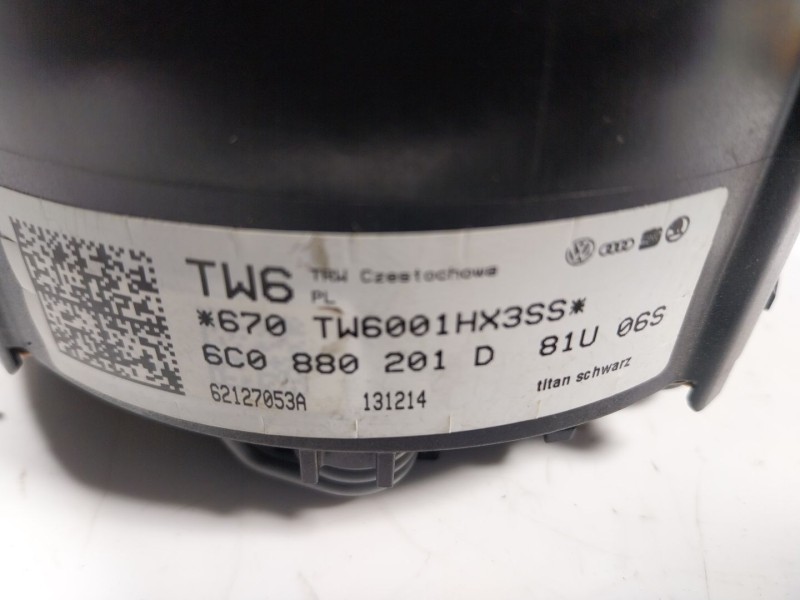 TW6 TRW Czestochowa
PL
*670 TW6001HX3SS*
6C0 880 201 D 81U 06S
62127053A 131214 titan schwarz